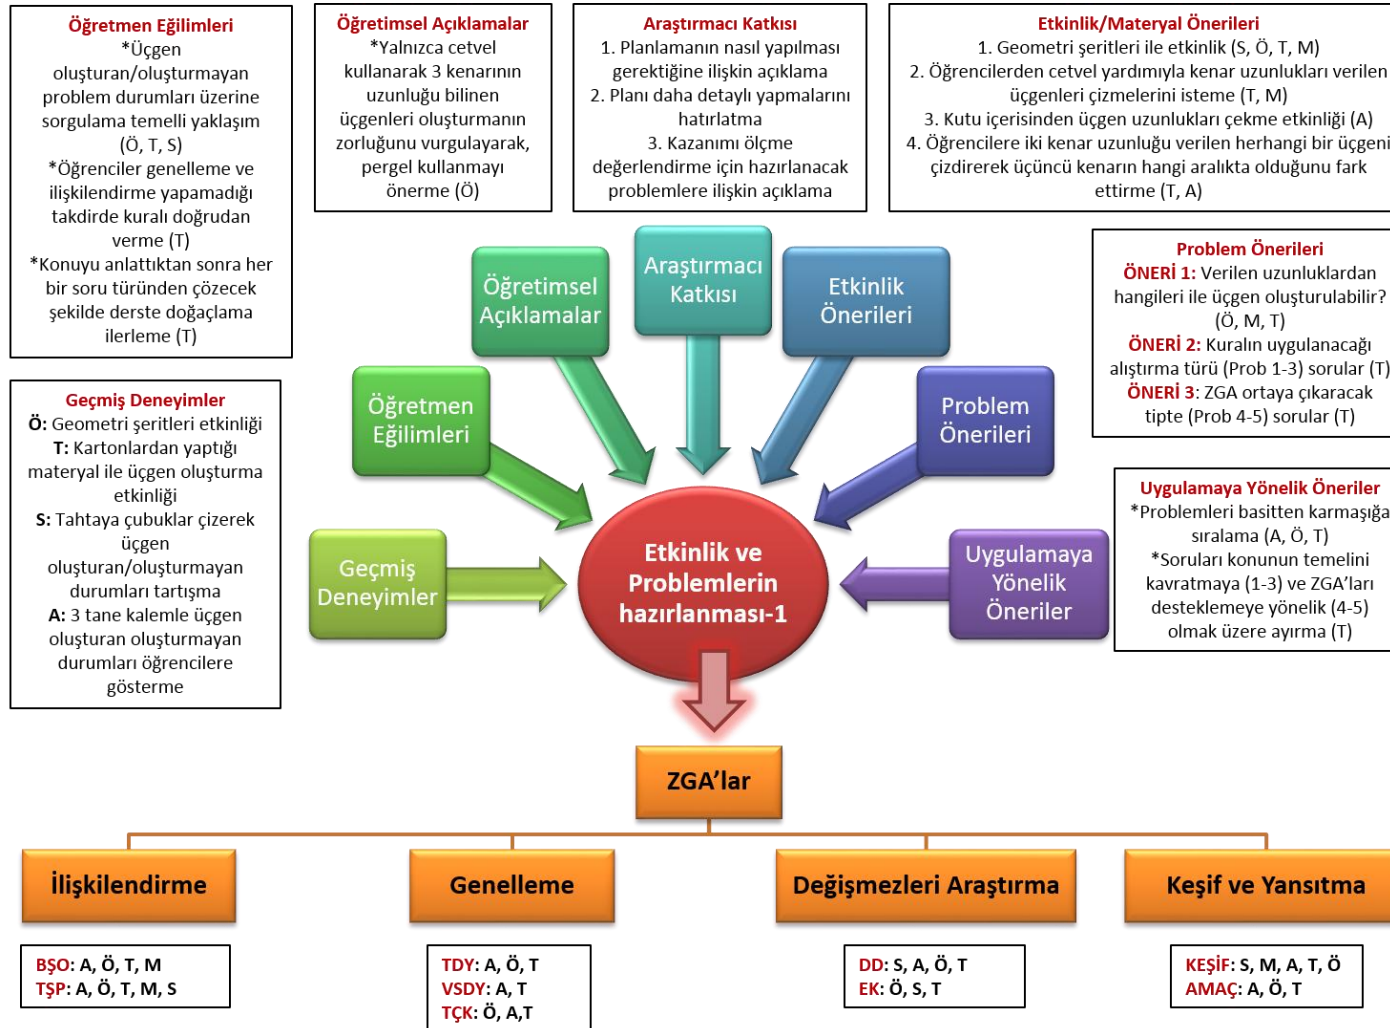 Öğretmen Eğilimleri
*Üçgen
oluşturan/oluşturmayan
problem durumları üzerine
sorgulama temelli yaklaşım
(Ö, T, S)
*Öğrenciler genelleme ve
ilişkilendirme yapamadığı
takdirde kuralı doğrudan
verme (T)
*Konuyu anlattıktan sonra her
bir soru türünden çözecek
şekilde derste doğaçlama
ilerleme (T)
Öğretimsel Açıklamalar
*Yalnızca cetvel
kullanarak 3 kenarının
uzunluğu bilinen
üçgenleri oluşturmanın
zorluğunu vurgulayarak,
pergel kullanmayı
önerme (Ö)
Araştırmacı Katkısı
1. Planlamanın nasıl yapılması
gerektiğine ilişkin açıklama
2. Planı daha detaylı yapmalarını
hatırlatma
3. Kazanımı ölçme
değerlendirme için hazırlanacak
problemlere ilişkin açıklama
Etkinlik/Materyal Önerileri
1. Geometri şeritleri ile etkinlik (S, Ö, T, M)
2. Öğrencilerden cetvel yardımıyla kenar uzunlukları verilen
üçgenleri çizmelerini isteme (T, M)
3. Kutu içerisinden üçgen uzunlukları çekme etkinliği (A)
4. Öğrencilere iki kenar uzunluğu verilen herhangi bir üçgeni
çizdirerek üçüncü kenarın hangi aralıkta olduğunu fark
ettirme (T, A)
Problem Önerileri
ÖNERİ 1: Verilen uzunluklardan
hangileri ile üçgen oluşturulabilir?
(Ö, M, T)
ÖNERİ 2: Kuralın uygulanacağı
alıştırma türü (Prob 1-3) sorular (T)
ÖNERİ 3: ZGA ortaya çıkaracak
tipte (Prob 4-5) sorular (T)
Geçmiş Deneyimler
Ö: Geometri şeritleri etkinliği
T: Kartonlardan yaptığı
materyal ile üçgen oluşturma
etkinliği
S: Tahtaya çubuklar çizerek
üçgen
oluşturan/oluşturmayan
durumları tartışma
A: 3 tane kalemle üçgen
oluşturan oluşturmayan
durumları öğrencilere
gösterme
Uygulamaya Yönelik Öneriler
*Problemleri basitten karmaşığa
sıralama (A, Ö, T)
*Soruları konunun temelini
kavratmaya (1-3) ve ZGA'ları
desteklemeye yönelik (4-5)
olmak üzere ayırma (T)
Geçmiş
Deneyimler
Öğretmen
Eğilimleri
Öğretimsel
Açıklamalar
Araştırmacı
Katkısı
Etkinlik
Önerileri
Problem
Önerileri
Uygulamaya
Yönelik
Öneriler
Etkinlik ve
Problemlerin
hazırlanması-1
ZGA'lar
İlişkilendirme
Genelleme
Değişmezleri Araştırma
Keşif ve Yansıtma
BŞO: A, Ö, T, M
TŞP: A, Ö, T, M, S
TDY: A, Ö, T
VSDY: A, T
TÇK: Ö, A,T
DD: S, A, Ö, T
EK: Ö, S, T
KEŞİF: S, M, A, T, Ö
AMAÇ: A, Ö, T